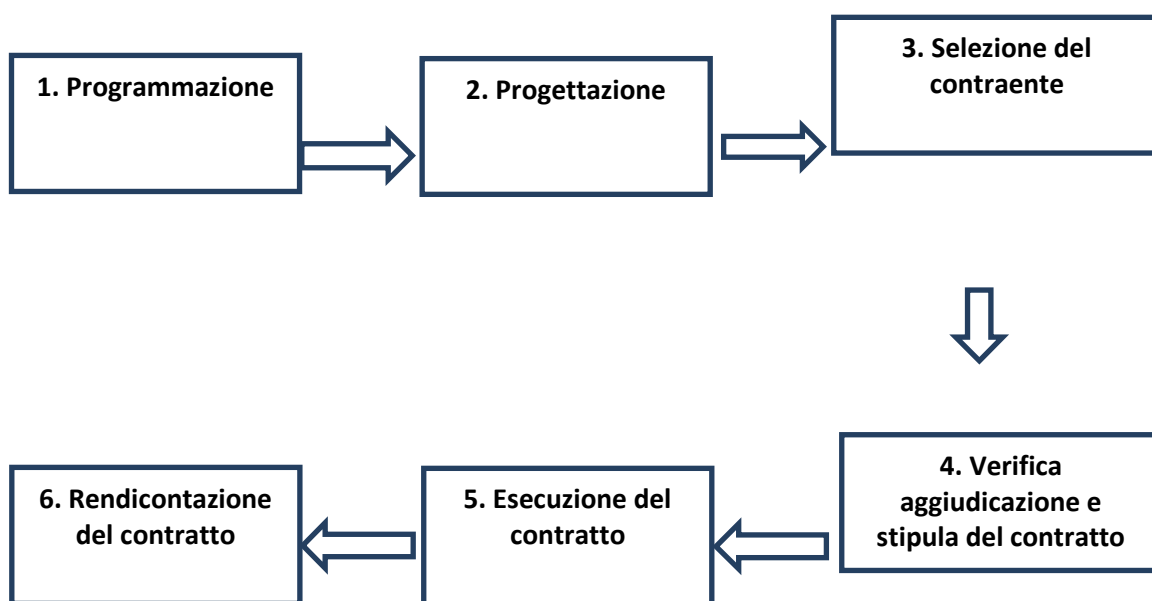 1. Programmazione
2. Progettazione
3. Selezione del
contraente
4. Verifica
aggiudicazione e
stipula del contratto
5. Esecuzione del
contratto
6. Rendicontazione
del contratto